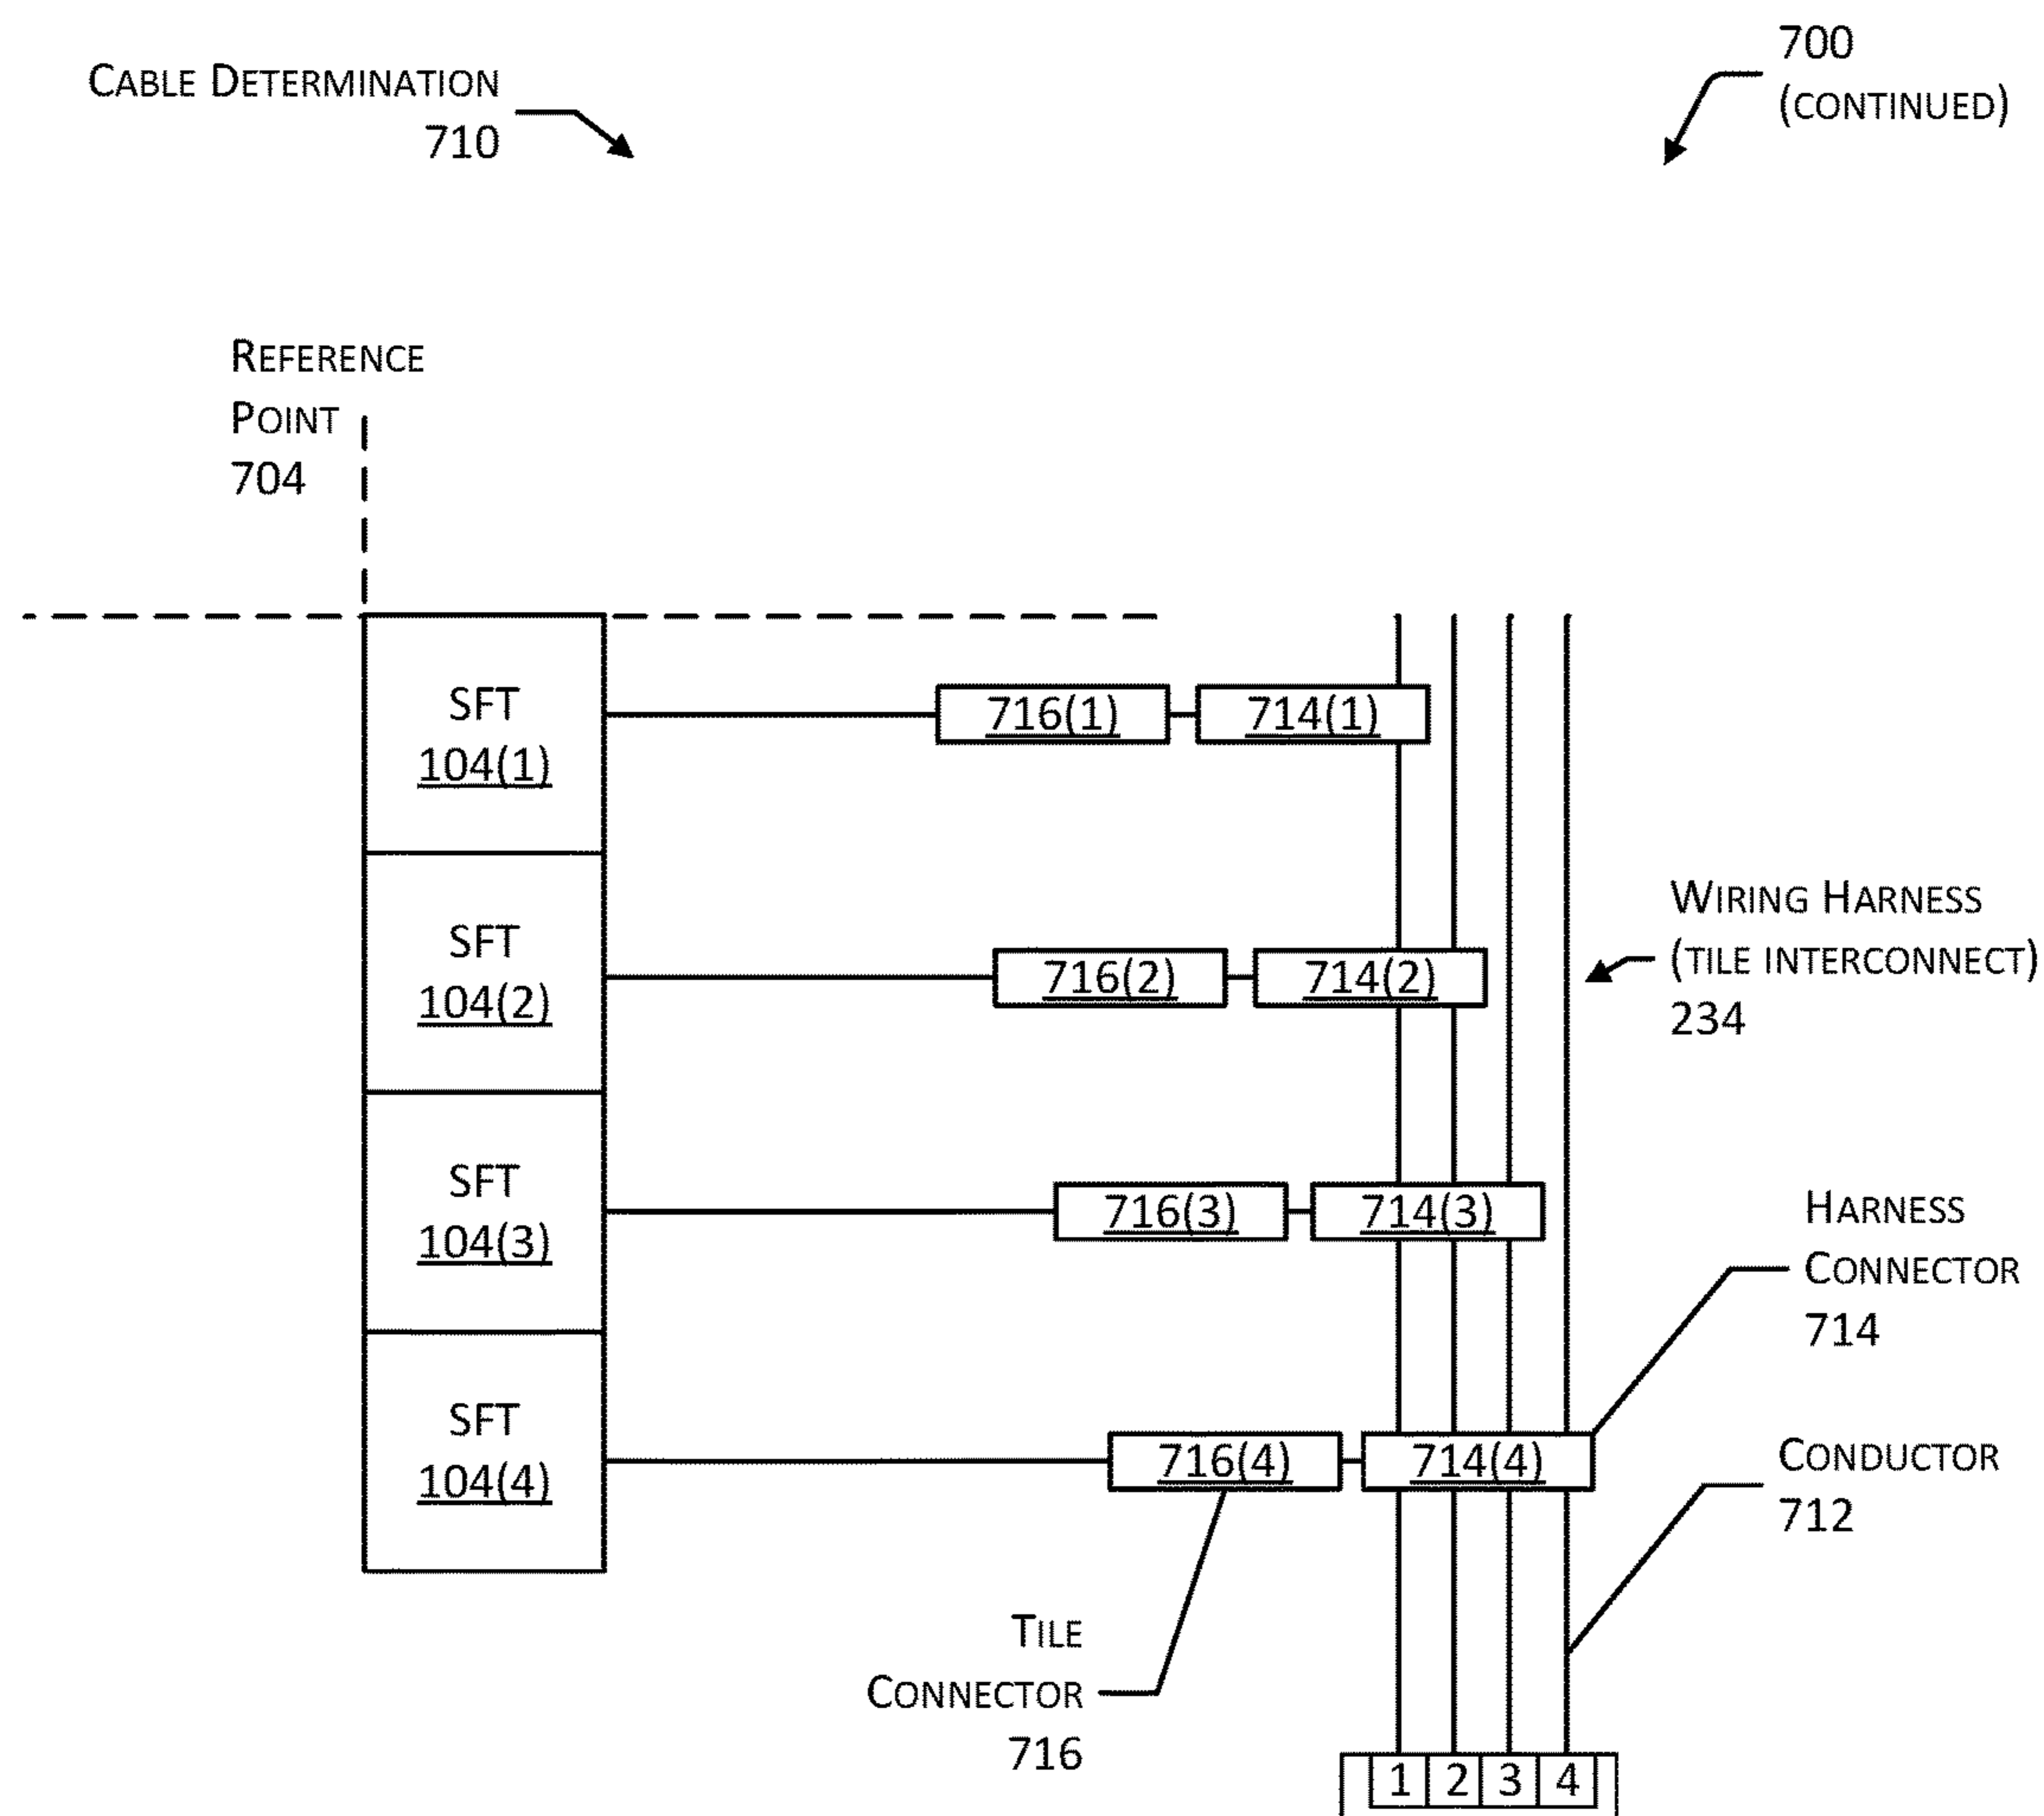 CABLE DETERMINATION
710
700
(CONTINUED)
REFERENCE
POINT
704
SFT
104(1)
716(1)
714(1)
SFT
104(2)
716(2)
714(2)
WIRING HARNESS
(TILE INTERCONNECT)
234
SFT
104(3)
716(3)
714(3)
HARNESS
CONNECTOR
714
SFT
104(4)
716(4)
714(4)
CONDUCTOR
712
TILE
CONNECTOR
716
1 2 3 4